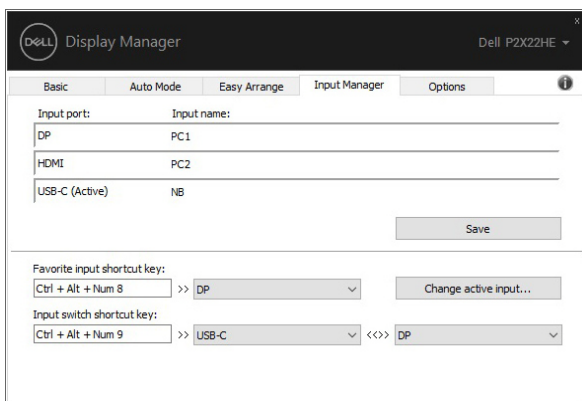 DELL Display Manager Dell P2X22HE
x
Basic Auto Mode Easy Arrange Input Manager Options i
Input port: Input name:
DP PC1
HDMI PC2
USB-C (Active) NB
Save
Favorite input shortcut key:
Ctrl + Alt + Num 8 >> DP Change active input...
Input switch shortcut key:
Ctrl + Alt + Num 9 >> USB-C <<>> DP